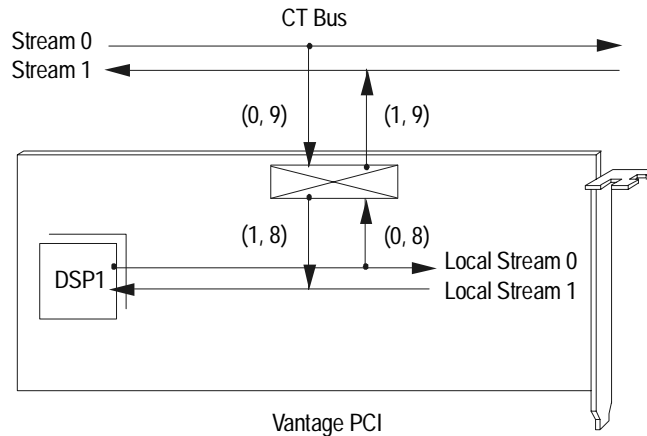 CT Bus
Stream 0
Stream 1
(0, 9)
(1, 9)
(1, 8)
(0, 8)
DSP1
Local Stream 0
Local Stream 1
Vantage PCI